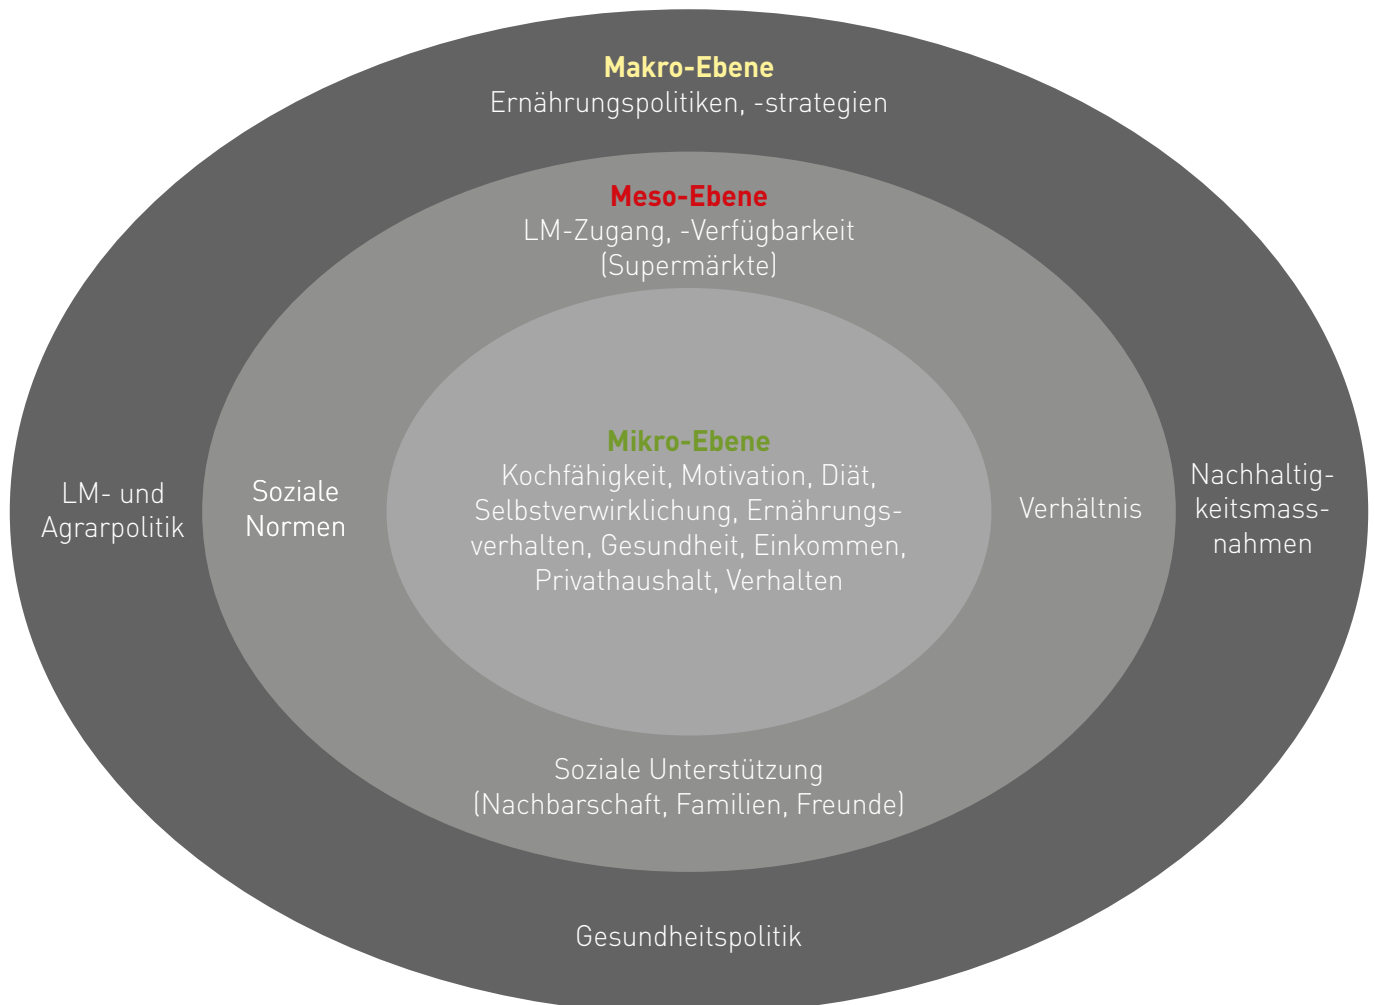 Makro-Ebene
Ernährungspolitiken, -strategien
Meso-Ebene
LM-Zugang, -Verfügbarkeit
(Supermärkte)
Mikro-Ebene
Kochfähigkeit, Motivation, Diät,
Selbstverwirklichung, Ernährungs-
verhalten, Gesundheit, Einkommen,
Privathaushalt, Verhalten
LM- und
Agrarpolitik
Soziale
Normen
Verhältnis
Nachhaltig-
keitsmass-
nahmen
Soziale Unterstützung
(Nachbarschaft, Familien, Freunde)
Gesundheitspolitik